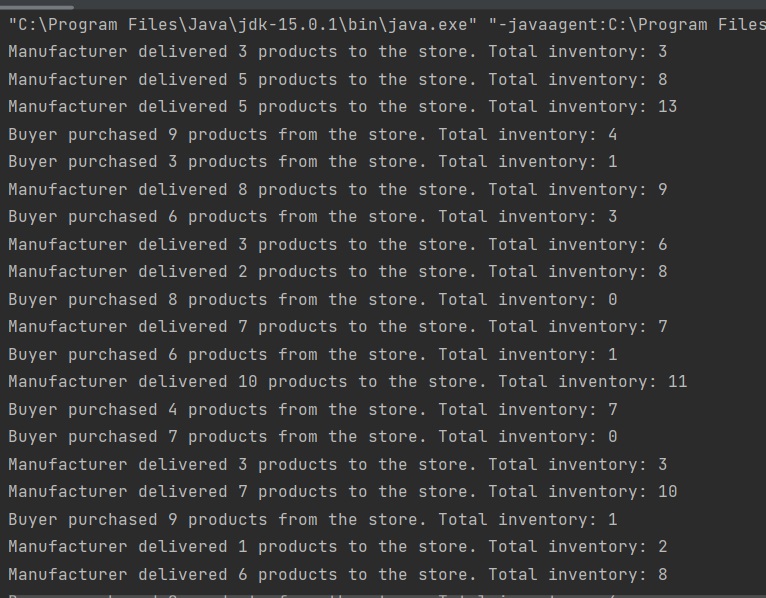 "C:\Program Files\Java\jdk-15.0.1\bin\java.exe" "-javaagent:C:\Program Files
Manufacturer delivered 3 products to the store. Total inventory: 3
Manufacturer delivered 5 products to the store. Total inventory: 8
Manufacturer delivered 5 products to the store. Total inventory: 13
Buyer purchased 9 products from the store. Total inventory: 4
Buyer purchased 3 products from the store. Total inventory: 1
Manufacturer delivered 8 products to the store. Total inventory: 9
Buyer purchased 6 products from the store. Total inventory: 3
Manufacturer delivered 3 products to the store. Total inventory: 6
Manufacturer delivered 2 products to the store. Total inventory: 8
Buyer purchased 8 products from the store. Total inventory: 0
Manufacturer delivered 7 products to the store. Total inventory: 7
Buyer purchased 6 products from the store. Total inventory: 1
Manufacturer delivered 10 products to the store. Total inventory: 11
Buyer purchased 4 products from the store. Total inventory: 7
Buyer purchased 7 products from the store. Total inventory: 0
Manufacturer delivered 3 products to the store. Total inventory: 3
Manufacturer delivered 7 products to the store. Total inventory: 10
Buyer purchased 9 products from the store. Total inventory: 1
Manufacturer delivered 1 products to the store. Total inventory: 2
Manufacturer delivered 6 products to the store. Total inventory: 8